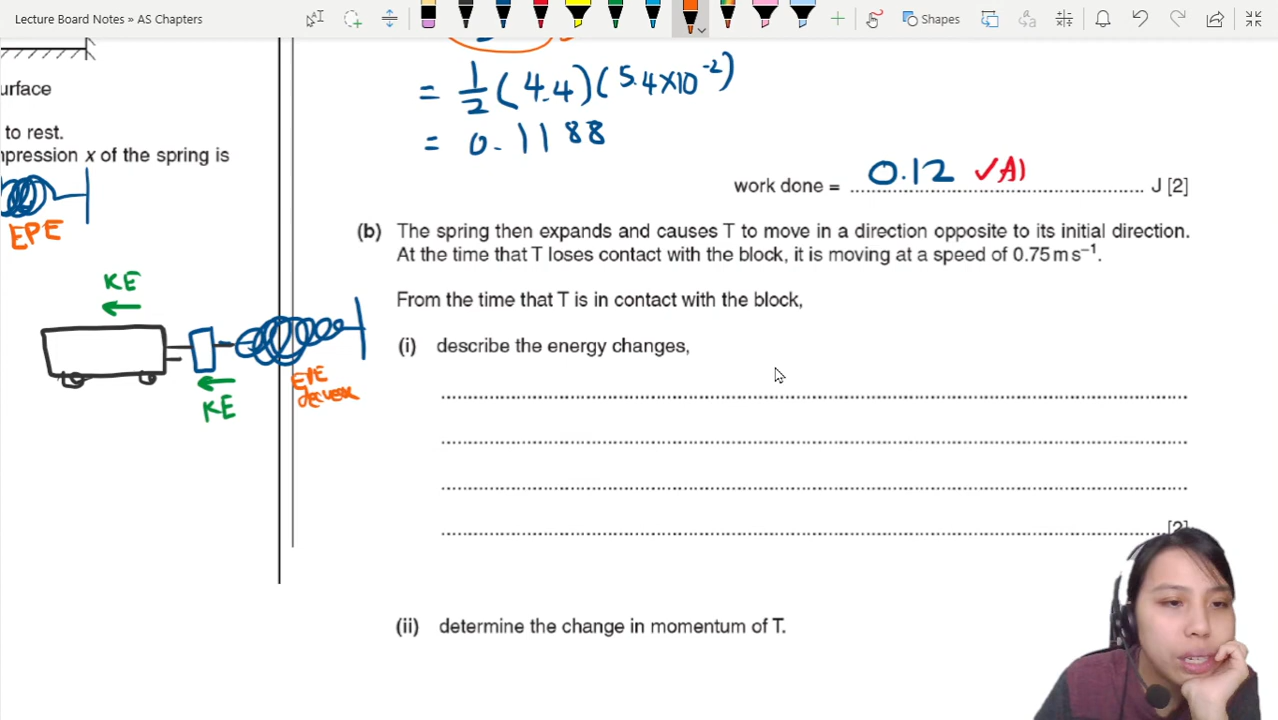 Lecture Board Notes » AS Chapters
Shapes
urface
to rest.
mpression x of the spring is
EPE
KE
KE
EPE
= 1/2 (4.4)(5.4×10⁻²)
= 0.1188
work done = 0.12 ✓A1 J [2]
(b) The spring then expands and causes T to move in a direction opposite to its initial direction.
At the time that T loses contact with the block, it is moving at a speed of 0.75 m s⁻¹.
From the time that T is in contact with the block,
(i) describe the energy changes,
[2]
(ii) determine the change in momentum of T.